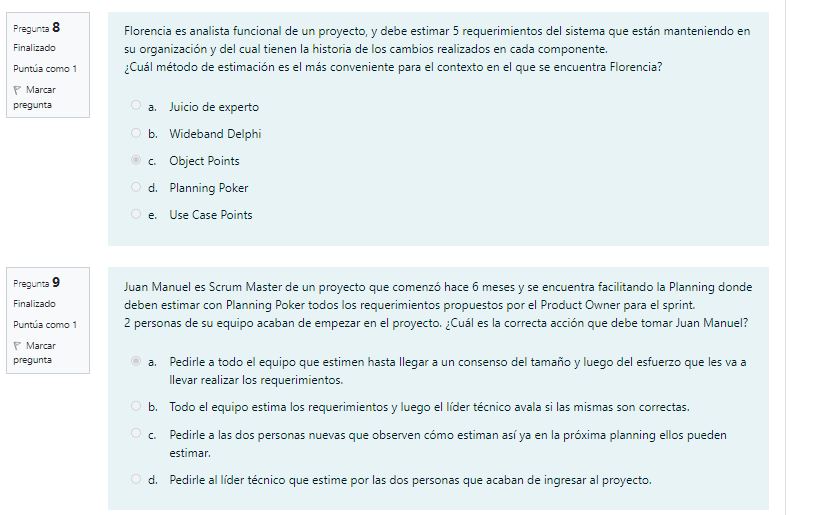 Pregunta 8
Finalizado
Puntúa como 1
Marcar
pregunta
Florencia es analista funcional de un proyecto, y debe estimar 5 requerimientos del sistema que están manteniendo en
su organización y del cual tienen la historia de los cambios realizados en cada componente.
¿Cuál método de estimación es el más conveniente para el contexto en el que se encuentra Florencia?
a. Juicio de experto
b. Wideband Delphi
c. Object Points
d. Planning Poker
e. Use Case Points
Pregunta 9
Finalizado
Puntúa como 1
Marcar
pregunta
Juan Manuel es Scrum Master de un proyecto que comenzó hace 6 meses y se encuentra facilitando la Planning donde
deben estimar con Planning Poker todos los requerimientos propuestos por el Product Owner para el sprint.
2 personas de su equipo acaban de empezar en el proyecto. ¿Cuál es la correcta acción que debe tomar Juan Manuel?
a. Pedirle a todo el equipo que estimen hasta llegar a un consenso del tamaño y luego del esfuerzo que les va a
llevar realizar los requerimientos.
b. Todo el equipo estima los requerimientos y luego el líder técnico avala si las mismas son correctas.
c. Pedirle a las dos personas nuevas que observen cómo estiman así ya en la próxima planning ellos pueden
estimar.
d. Pedirle al líder técnico que estime por las dos personas que acaban de ingresar al proyecto.